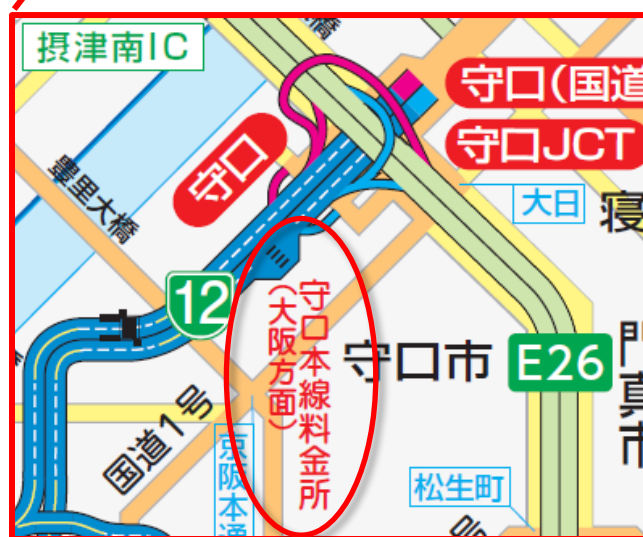 摂津南IC
守口(国道
守口JCT
守口
大日
寝
豊里大橋
12
守口本線料金所
(大阪方面)
守口市
E26
門真市
国道1号
京阪本通
松生町
号